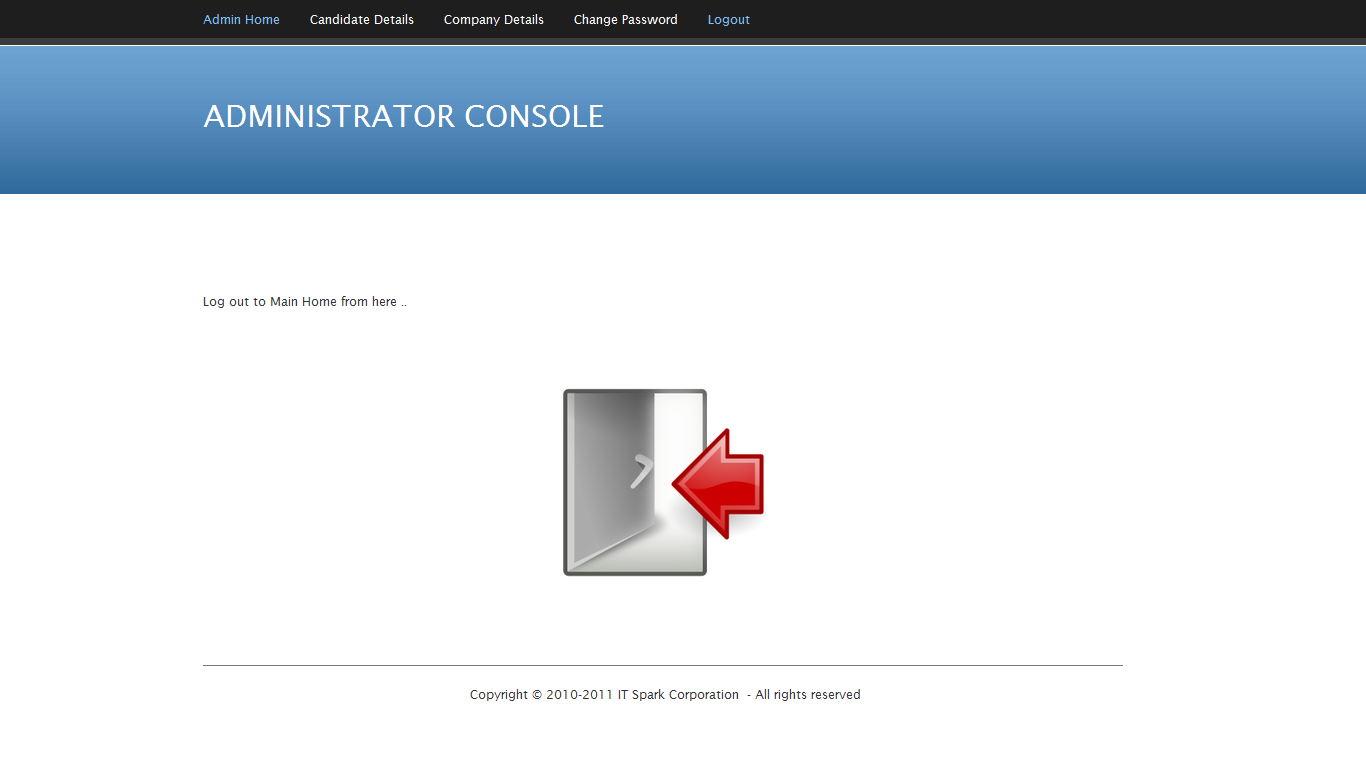 Admin Home Candidate Details Company Details Change Password Logout
ADMINISTRATOR CONSOLE
Log out to Main Home from here ..
Copyright © 2010-2011 IT Spark Corporation  - All rights reserved